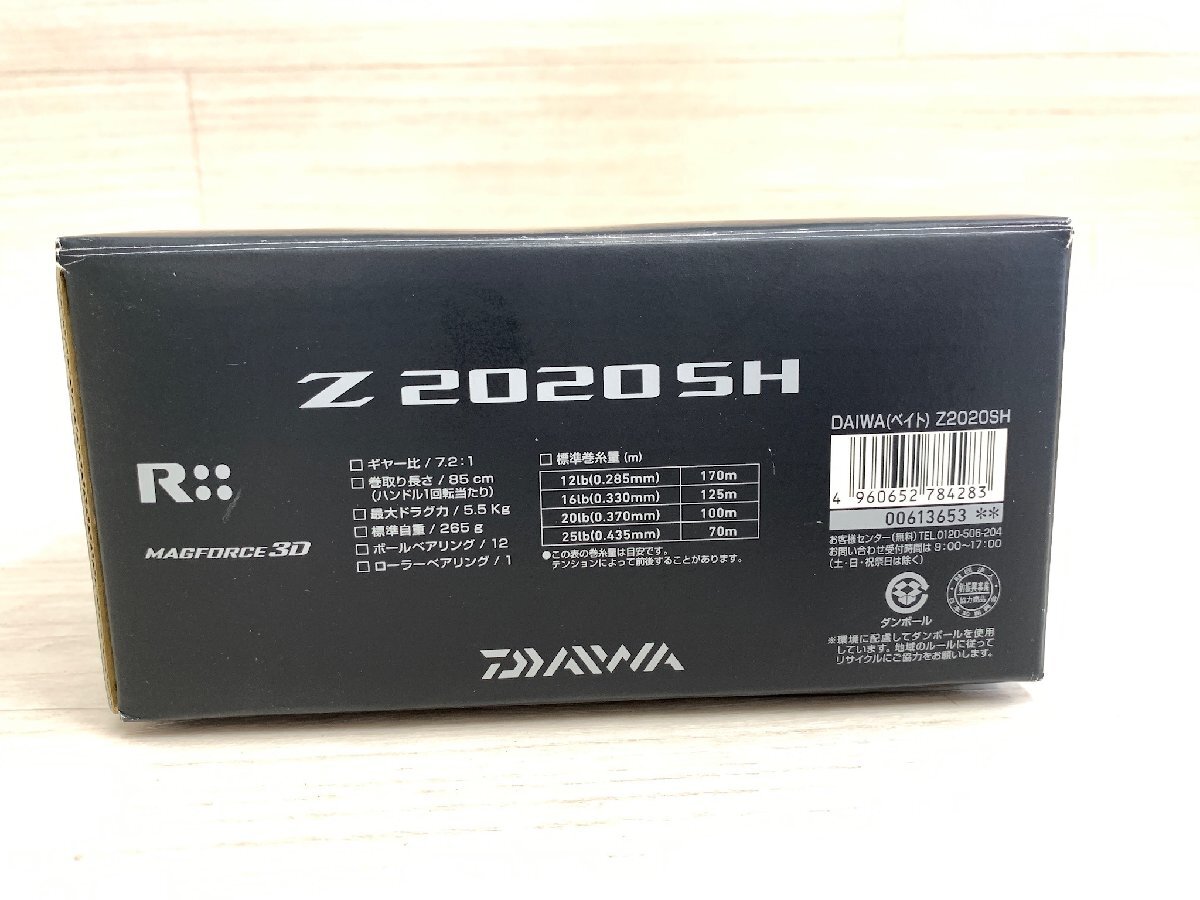 Z 2020 SH
R
MAGFORCE 3D
□ ギヤー比 / 7.2:1
□ 巻取り長さ / 85 cm
(ハンドル1回転当たり)
□ 最大ドラグ力 / 5.5 Kg
□ 標準自重 / 265 g
□ ボールベアリング / 12
□ ローラーベアリング / 1
□ 標準巻糸量 (m)
12lb(0.285mm) 170m
16lb(0.330mm) 125m
20lb(0.370mm) 100m
25lb(0.435mm) 70m
●この表の巻糸量は目安です。
テンションによって前後することがあります。
DAIWA(ベイト) Z2020SH
4 960652 784283
00613653 **
お客様センター(無料) TEL.0120-506-204
お問い合わせ受付時間は 9:00〜17:00
(土・日・祝祭日は除く)
ダンボール
※環境に配慮してダンボールを使用
しています。地域のルールに従って
リサイクルにご協力をお願いします。
DAIWA